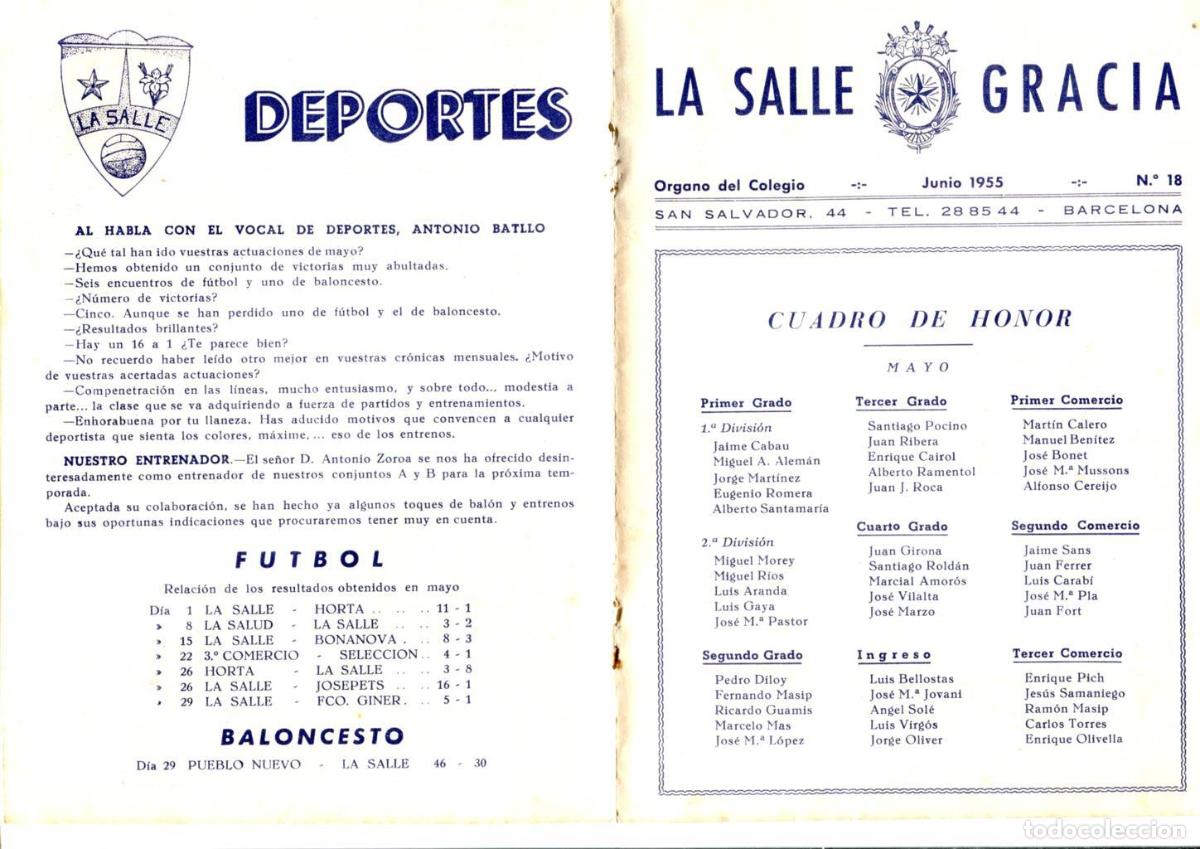 LA SALLE
DEPORTES
AL HABLA CON EL VOCAL DE DEPORTES, ANTONIO BATLLO
—¿Qué tal han ido vuestras actuaciones de mayo?
—Hemos obtenido un conjunto de victorias muy abultadas.
—Seis encuentros de fútbol y uno de baloncesto.
—¿Número de victorias?
—Cinco. Aunque se han perdido uno de fútbol y el de baloncesto.
—¿Resultados brillantes?
—Hay un 16 a 1 ¿Te parece bien?
—No recuerdo haber leído otro mejor en vuestras crónicas mensuales. ¿Motivo
de vuestras acertadas actuaciones?
—Compenetración en las líneas, mucho entusiasmo, y sobre todo... modestia a
parte... la clase que se va adquiriendo a fuerza de partidos y entrenamientos.
—Enhorabuena por tu llaneza. Has aducido motivos que convencen a cualquier
deportista que sienta los colores, máxime, ... eso de los entrenos.
NUESTRO ENTRENADOR.—El señor D. Antonio Zoroa se nos ha ofrecido desin-
teresadamente como entrenador de nuestros conjuntos A y B para la próxima tem-
porada.
Aceptada su colaboración, se han hecho ya algunos toques de balón y entrenos
bajo sus oportunas indicaciones que procuraremos tener muy en cuenta.
FUTBOL
Relación de los resultados obtenidos en mayo
Día 1 LA SALLE - HORTA .. .. .. 11 - 1
» 8 LA SALUD - LA SALLE .. .. 3 - 2
» 15 LA SALLE - BONANOVA . .. 8 - 3
» 22 3.º COMERCIO - SELECCION .. 4 - 1
» 26 HORTA - LA SALLE .. .. 3 - 8
» 26 LA SALLE - JOSEPETS .. .. 16 - 1
» 29 LA SALLE - FCO. GINER. .. 5 - 1
BALONCESTO
Día 29 PUEBLO NUEVO - LA SALLE 46 - 30
LA SALLE GRACIA
Organo del Colegio -:- Junio 1955 -:- N.º 18
SAN SALVADOR, 44 - TEL. 28 85 44 - BARCELONA
CUADRO DE HONOR
MAYO
Primer Grado
1.ª División
Jaime Cabau
Miguel A. Alemán
Jorge Martínez
Eugenio Romera
Alberto Santamaría
2.ª División
Miguel Morey
Miguel Ríos
Luis Aranda
Luis Gaya
José M.ª Pastor
Segundo Grado
Pedro Diloy
Fernando Masip
Ricardo Guamis
Marcelo Mas
José M.ª López
Tercer Grado
Santiago Pocino
Juan Ribera
Enrique Cairol
Alberto Ramentol
Juan J. Roca
Cuarto Grado
Juan Girona
Santiago Roldán
Marcial Amorós
José Vilalta
José Marzo
Ingreso
Luis Bellostas
José M.ª Jovani
Angel Solé
Luis Virgós
Jorge Oliver
Primer Comercio
Martín Calero
Manuel Benítez
José Bonet
José M.ª Mussons
Alfonso Cereijo
Segundo Comercio
Jaime Sans
Juan Ferrer
Luis Carabí
José M.ª Pla
Juan Fort
Tercer Comercio
Enrique Pich
Jesús Samaniego
Ramón Masip
Carlos Torres
Enrique Olivella
todocoleccion